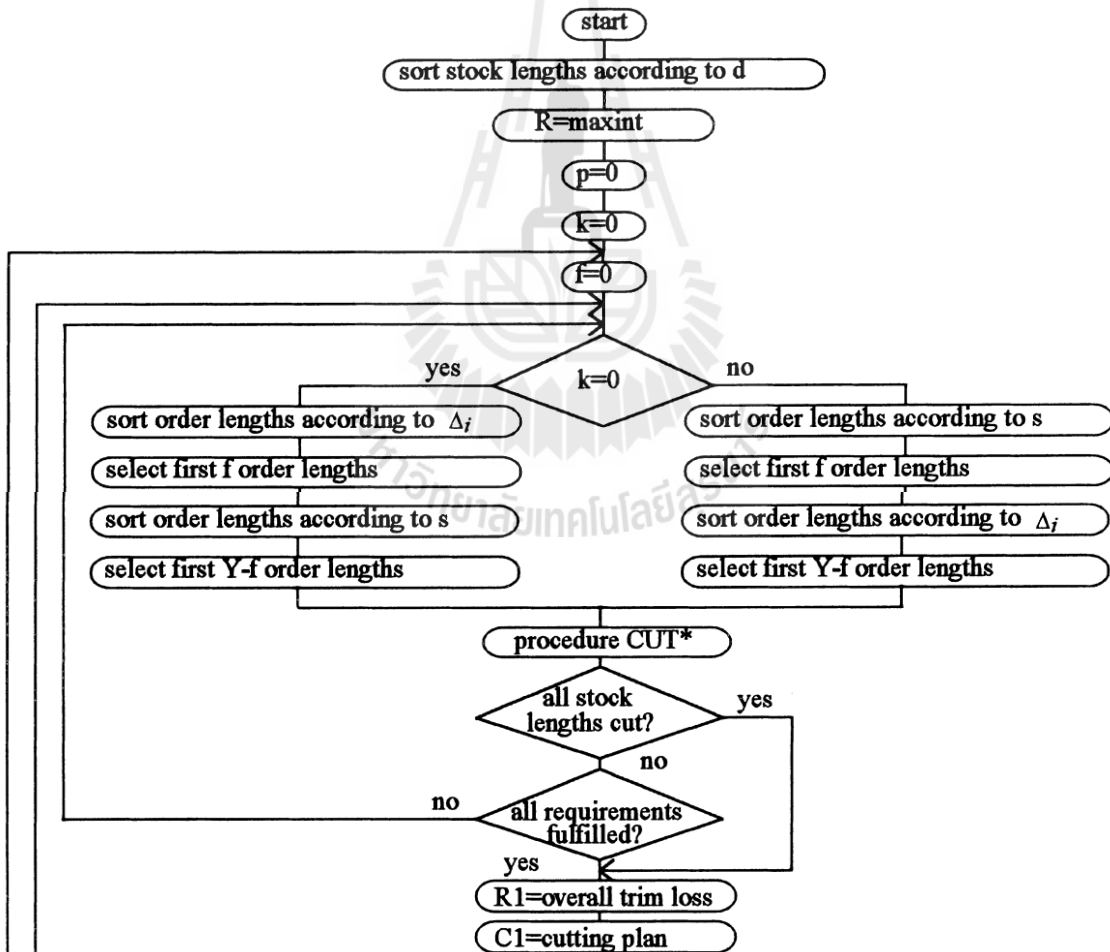 start
sort stock lengths according to d
R=maxint
p=0
k=0
f=0
yes
k=0
no
sort order lengths according to Δi
select first f order lengths
sort order lengths according to s
select first Y-f order lengths
sort order lengths according to s
select first f order lengths
sort order lengths according to Δi
select first Y-f order lengths
procedure CUT*
all stock
lengths cut?
yes
no
all requirements
fulfilled?
no
yes
R1=overall trim loss
C1=cutting plan